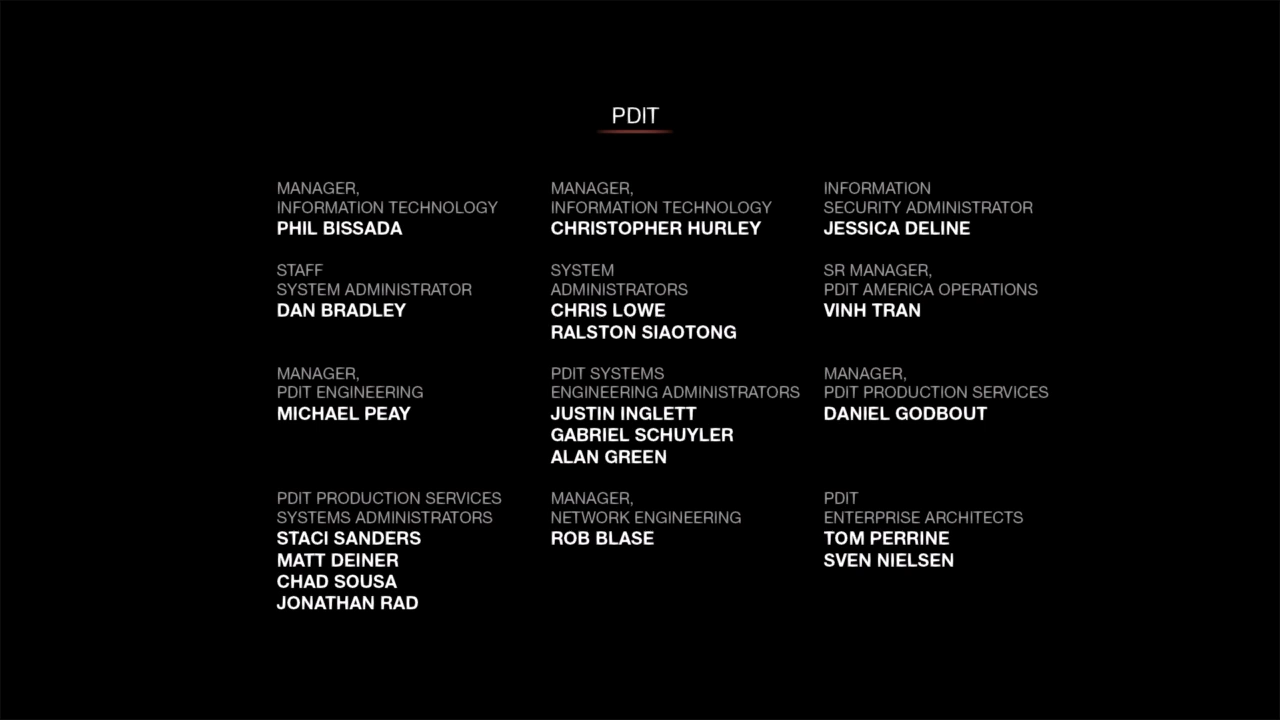 PDIT
MANAGER,
INFORMATION TECHNOLOGY
PHIL BISSADA
MANAGER,
INFORMATION TECHNOLOGY
CHRISTOPHER HURLEY
INFORMATION
SECURITY ADMINISTRATOR
JESSICA DELINE
STAFF
SYSTEM ADMINISTRATOR
DAN BRADLEY
SYSTEM
ADMINISTRATORS
CHRIS LOWE
RALSTON SIAOTONG
SR MANAGER,
PDIT AMERICA OPERATIONS
VINH TRAN
MANAGER,
PDIT ENGINEERING
MICHAEL PEAY
PDIT SYSTEMS
ENGINEERING ADMINISTRATORS
JUSTIN INGLETT
GABRIEL SCHUYLER
ALAN GREEN
MANAGER,
PDIT PRODUCTION SERVICES
DANIEL GODBOUT
PDIT PRODUCTION SERVICES
SYSTEMS ADMINISTRATORS
STACI SANDERS
MATT DEINER
CHAD SOUSA
JONATHAN RAD
MANAGER,
NETWORK ENGINEERING
ROB BLASE
PDIT
ENTERPRISE ARCHITECTS
TOM PERRINE
SVEN NIELSEN